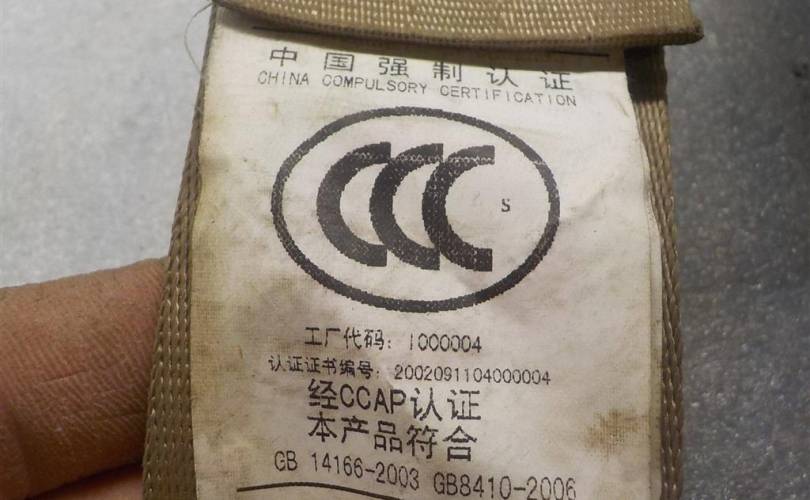 中国强制认证
CHINA COMPULSORY CERTIFICATION
CCC S
工厂代码: 1000004
认证证书编号: 2002091104000004
经CCAP认证
本产品符合
GB 14166-2003 GB8410-2006